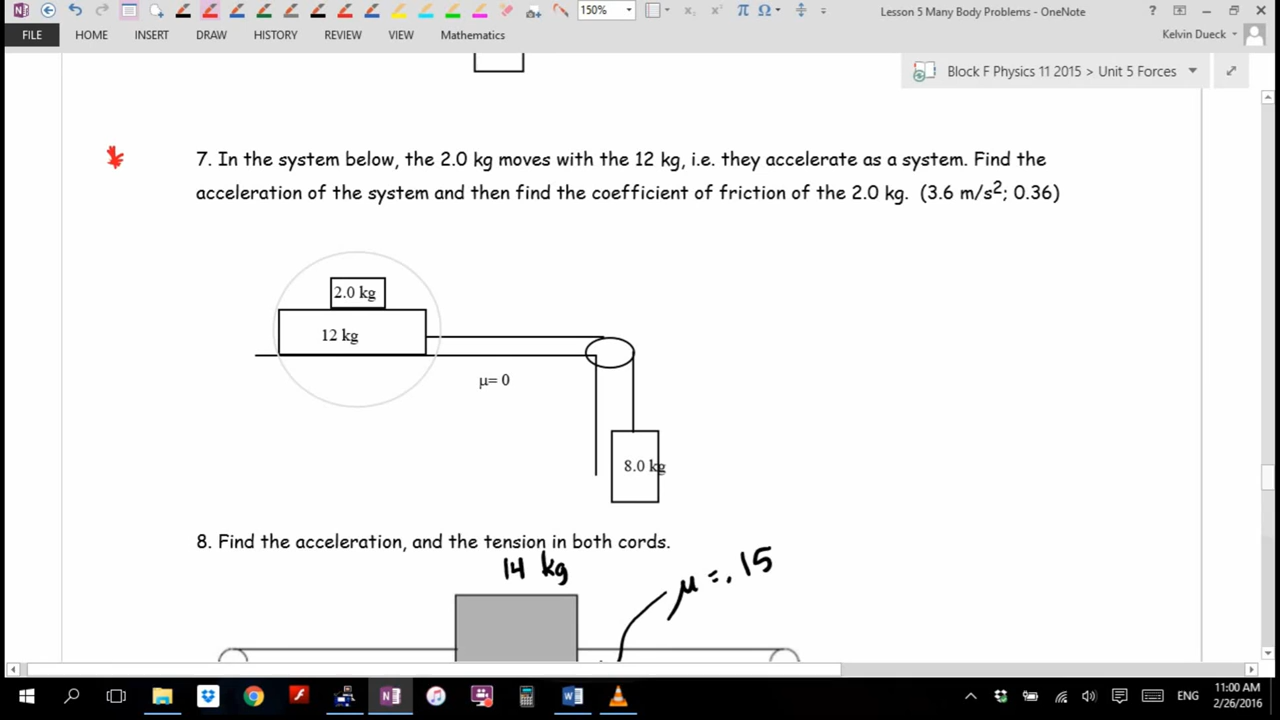 150%
Lesson 5 Many Body Problems - OneNote
FILE HOME INSERT DRAW HISTORY REVIEW VIEW Mathematics
Kelvin Dueck
Block F Physics 11 2015 > Unit 5 Forces
7. In the system below, the 2.0 kg moves with the 12 kg, i.e. they accelerate as a system. Find the
acceleration of the system and then find the coefficient of friction of the 2.0 kg. (3.6 m/s²; 0.36)
2.0 kg
12 kg
μ= 0
8.0 kg
8. Find the acceleration, and the tension in both cords.
14 kg
μ = .15
ENG
11:00 AM
2/26/2016